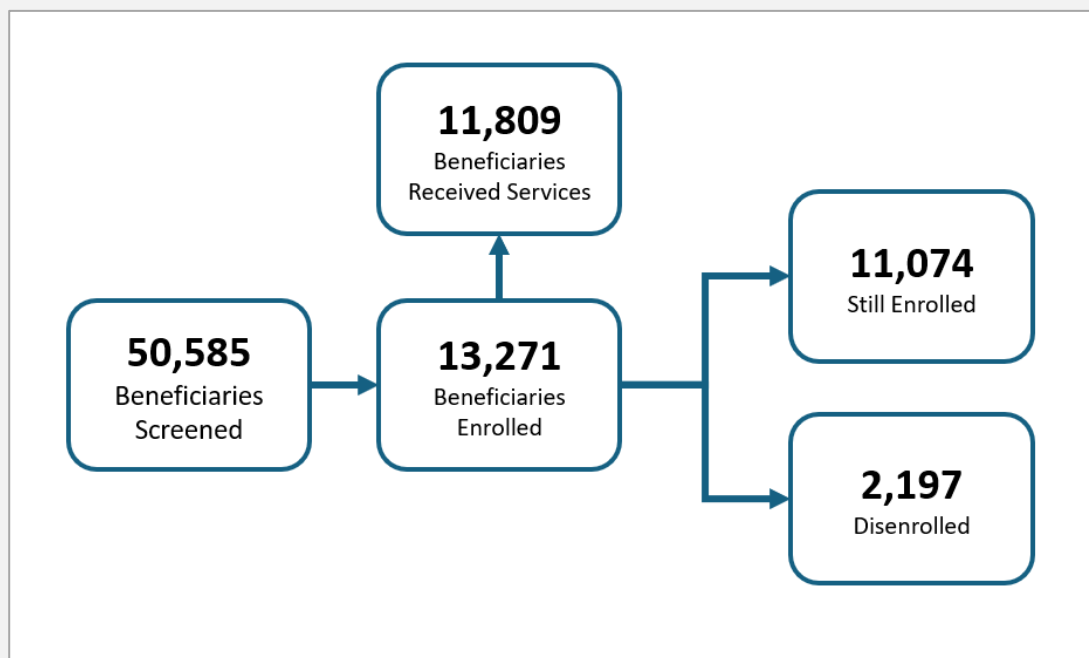 11,809
Beneficiaries
Received Services
50,585
Beneficiaries
Screened
13,271
Beneficiaries
Enrolled
11,074
Still Enrolled
2,197
Disenrolled